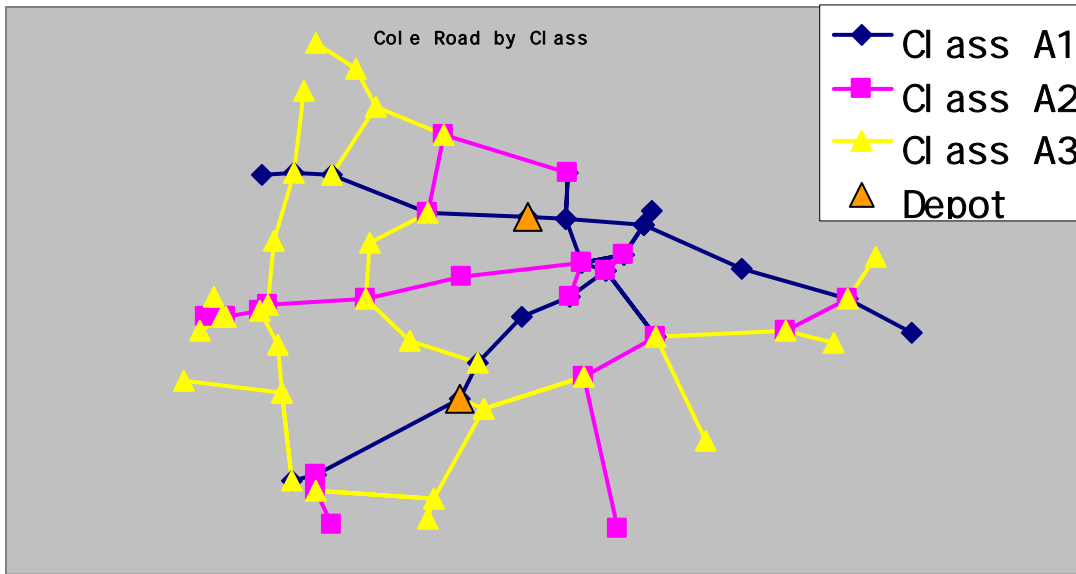 Cole Road by Class
Class A1
Class A2
Class A3
Depot